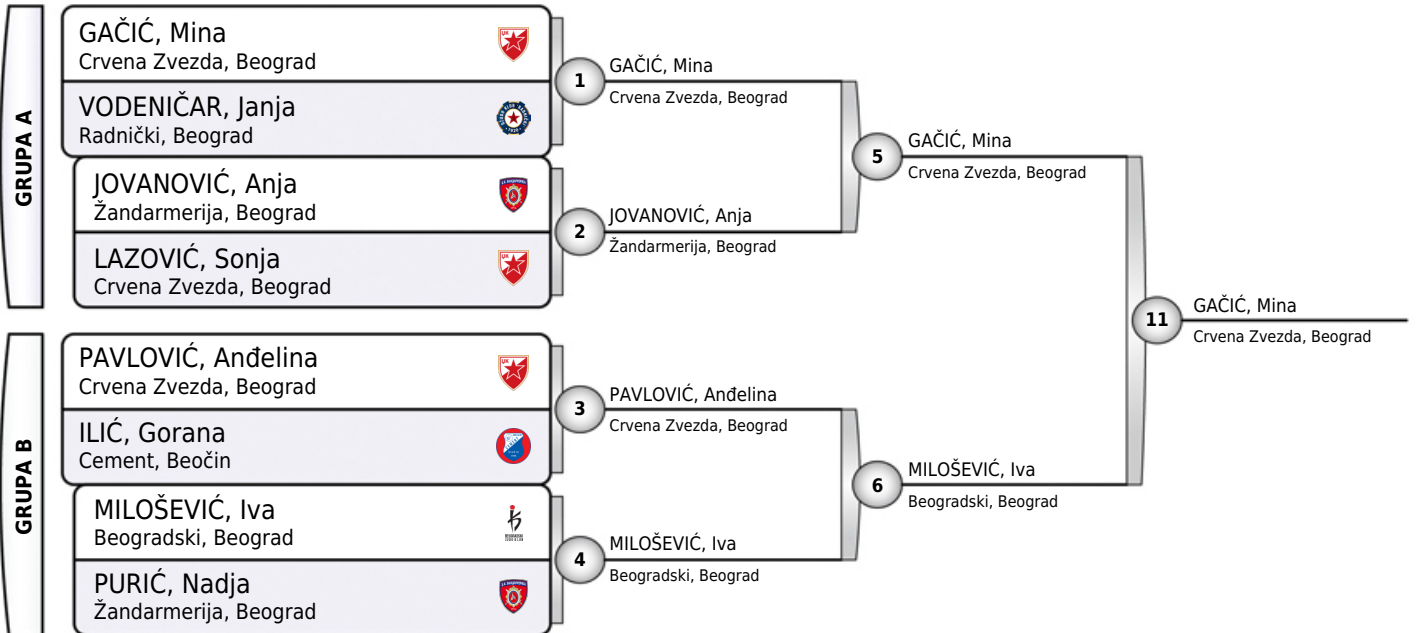 GRUPA A
GAČIĆ, Mina
Crvena Zvezda, Beograd
VODENIČAR, Janja
Radnički, Beograd
JOVANOVIĆ, Anja
Žandarmerija, Beograd
LAZOVIĆ, Sonja
Crvena Zvezda, Beograd
GRUPA B
PAVLOVIĆ, Anđelina
Crvena Zvezda, Beograd
ILIĆ, Gorana
Cement, Beočin
MILOŠEVIĆ, Iva
Beogradski, Beograd
PURIĆ, Nadja
Žandarmerija, Beograd
1
GAČIĆ, Mina
Crvena Zvezda, Beograd
2
JOVANOVIĆ, Anja
Žandarmerija, Beograd
3
PAVLOVIĆ, Anđelina
Crvena Zvezda, Beograd
4
MILOŠEVIĆ, Iva
Beogradski, Beograd
5
GAČIĆ, Mina
Crvena Zvezda, Beograd
6
MILOŠEVIĆ, Iva
Beogradski, Beograd
11
GAČIĆ, Mina
Crvena Zvezda, Beograd